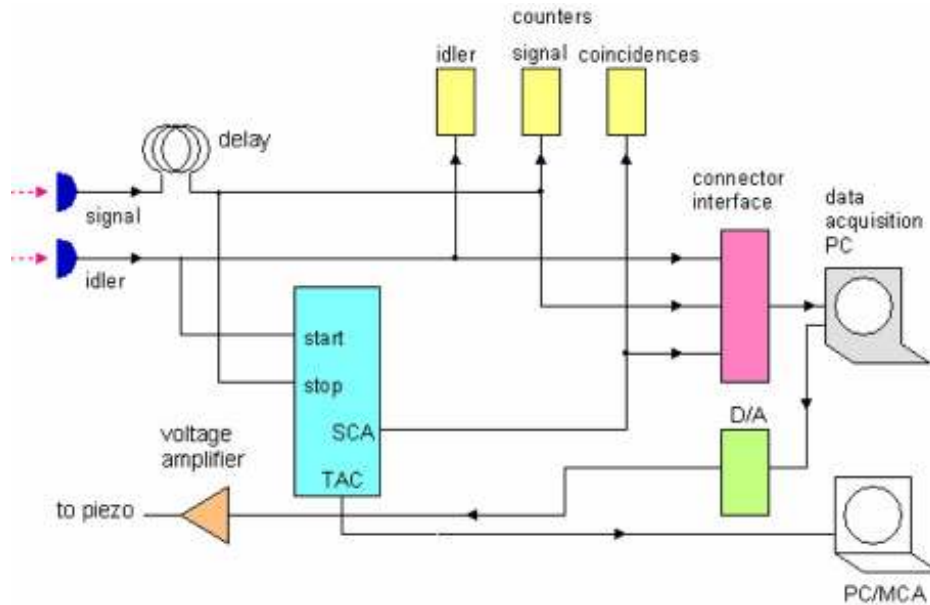 counters
idler
signal
coincidences
delay
signal
idler
connector
interface
data
acquisition
PC
start
stop
SCA
TAC
D/A
voltage
amplifier
to piezo
PC/MCA